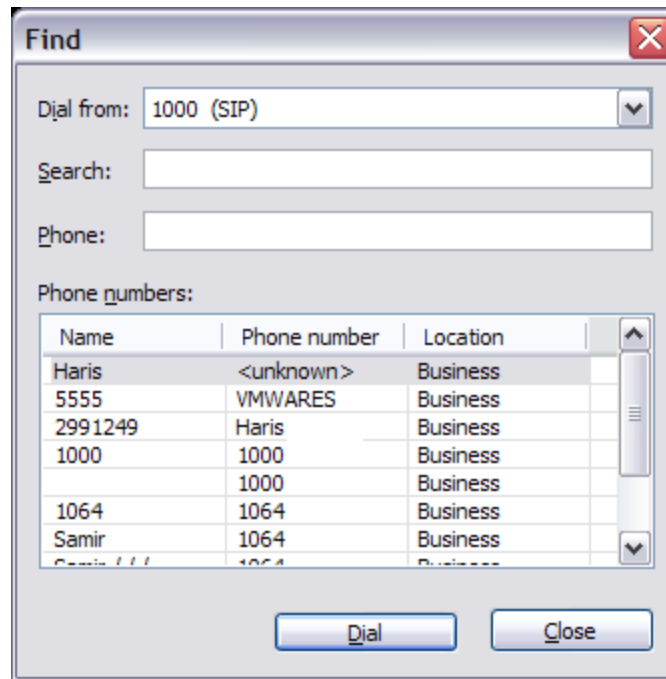 Find
Dial from: 1000 (SIP)
Search:
Phone:
Phone numbers:
Name Phone number Location
Haris <unknown> Business
5555 VMWARES Business
2991249 Haris Business
1000 1000 Business
1000 Business
1064 1064 Business
Samir 1064 Business
Dial Close